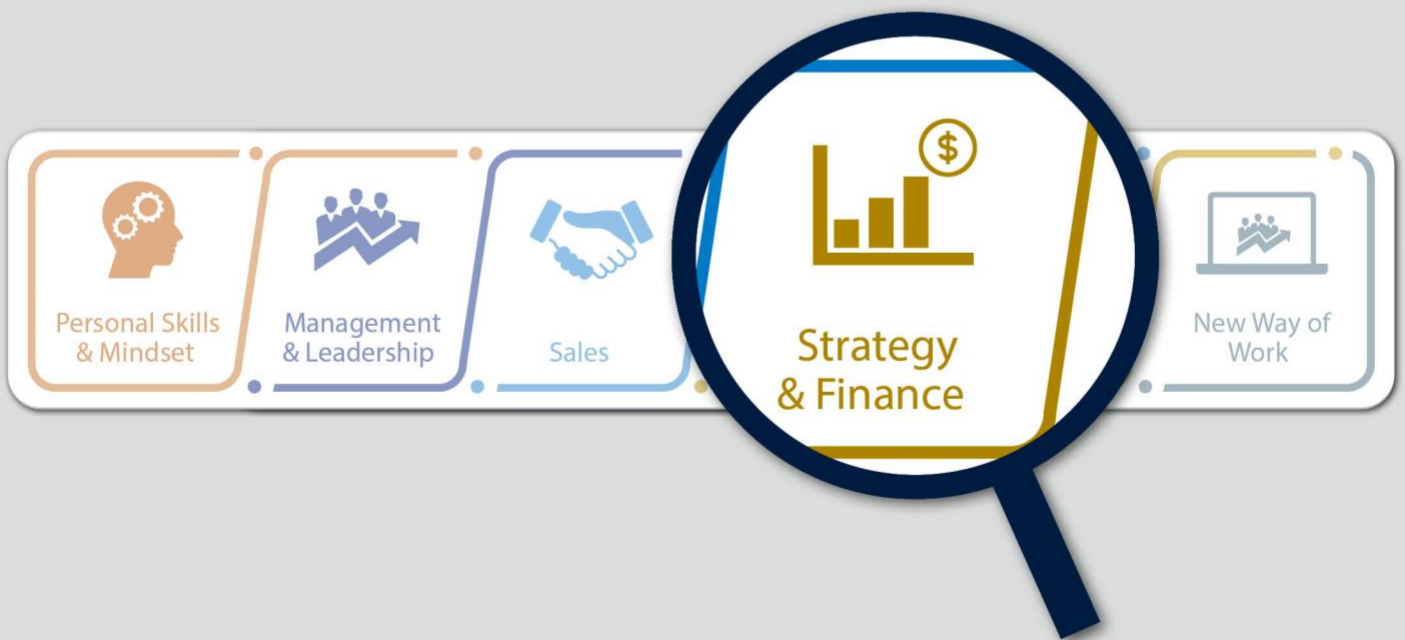 Personal Skills
& Mindset
Management
& Leadership
Sales
$
Strategy
& Finance
New Way of
Work